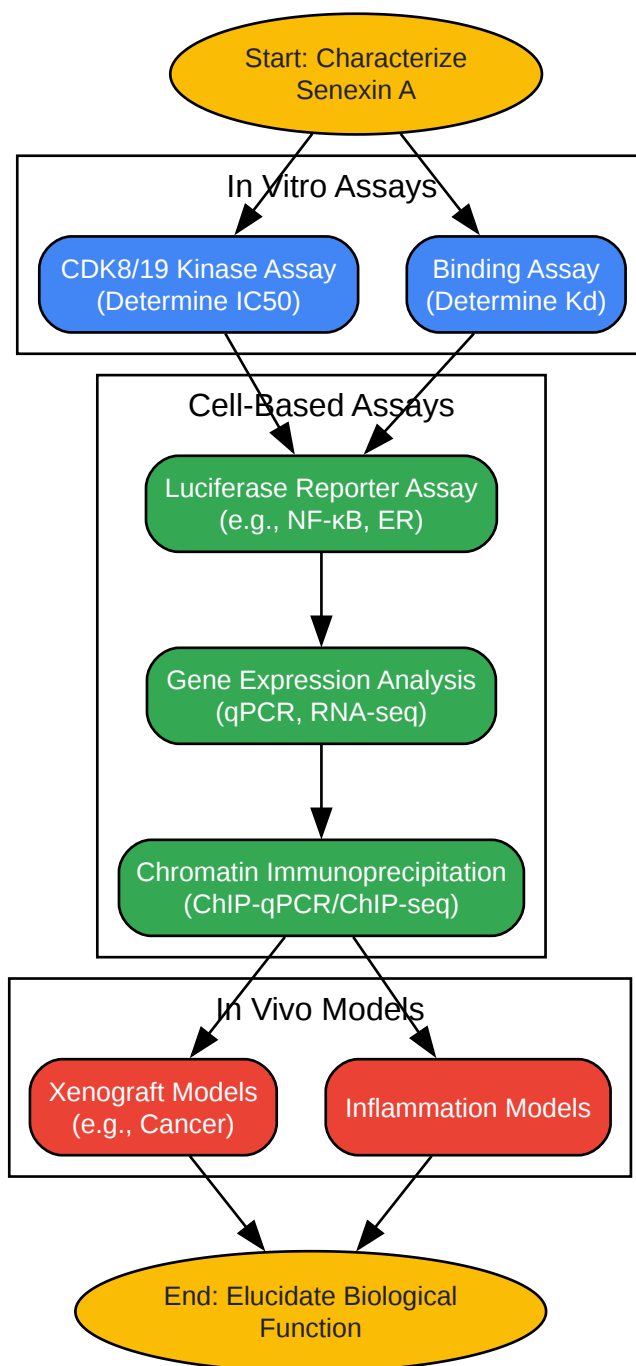 Start: Characterize
Senexin A
In Vitro Assays
CDK8/19 Kinase Assay
(Determine IC50)
Binding Assay
(Determine Kd)
Cell-Based Assays
Luciferase Reporter Assay
(e.g., NF-κB, ER)
Gene Expression Analysis
(qPCR, RNA-seq)
Chromatin Immunoprecipitation
(ChIP-qPCR/ChIP-seq)
In Vivo Models
Xenograft Models
(e.g., Cancer)
Inflammation Models
End: Elucidate Biological
Function